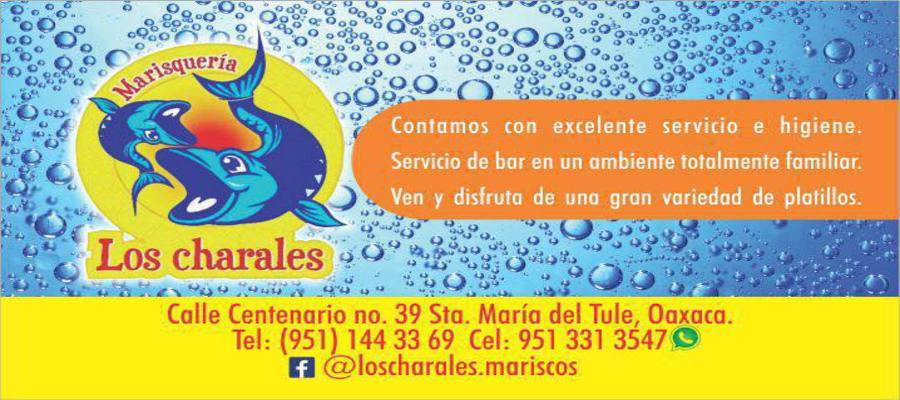 Marisquería
Los charales
Contamos con excelente servicio e higiene.
Servicio de bar en un ambiente totalmente familiar.
Ven y disfruta de una gran variedad de platillos.
Calle Centenario no. 39 Sta. María del Tule, Oaxaca.
Tel: (951) 144 33 69 Cel: 951 331 3547
@loscharales.mariscos